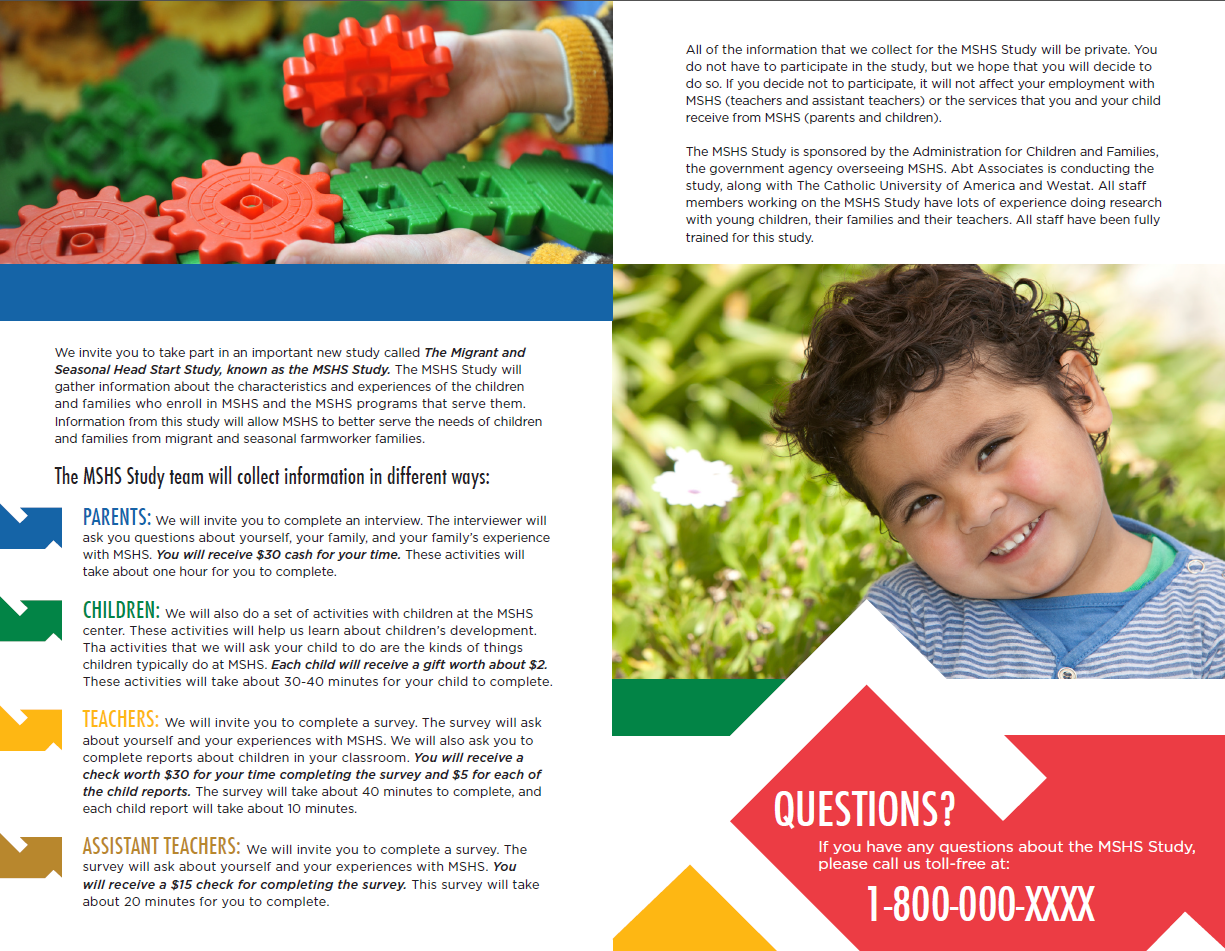 We invite you to take part in an important new study called The Migrant and
Seasonal Head Start Study, known as the MSHS Study. The MSHS Study will
gather information about the characteristics and experiences of the children
and families who enroll in MSHS and the MSHS programs that serve them.
Information from this study will allow MSHS to better serve the needs of children
and families from migrant and seasonal farmworker families.
The MSHS Study team will collect information in different ways:
PARENTS: We will invite you to complete an interview. The interviewer will
ask you questions about yourself, your family, and your family's experience
with MSHS. You will receive $30 cash for your time. These activities will
take about one hour for you to complete.
CHILDREN: We will also do a set of activities with children at the MSHS
center. These activities will help us learn about children's development.
Tha activities that we will ask your child to do are the kinds of things
children typically do at MSHS. Each child will receive a gift worth about $2.
These activities will take about 30-40 minutes for your child to complete.
TEACHERS: We will invite you to complete a survey. The survey will ask
about yourself and your experiences with MSHS. We will also ask you to
complete reports about children in your classroom. You will receive a
check worth $30 for your time completing the survey and $5 for each of
the child reports. The survey will take about 40 minutes to complete, and
each child report will take about 10 minutes.
ASSISTANT TEACHERS: We will invite you to complete a survey. The
survey will ask about yourself and your experiences with MSHS. You
will receive a $15 check for completing the survey. This survey will take
about 20 minutes for you to complete.
All of the information that we collect for the MSHS Study will be private. You
do not have to participate in the study, but we hope that you will decide to
do so. If you decide not to participate, it will not affect your employment with
MSHS (teachers and assistant teachers) or the services that you and your child
receive from MSHS (parents and children).
The MSHS Study is sponsored by the Administration for Children and Families,
the government agency overseeing MSHS. Abt Associates is conducting the
study, along with The Catholic University of America and Westat. All staff
members working on the MSHS Study have lots of experience doing research
with young children, their families and their teachers. All staff have been fully
trained for this study.
QUESTIONS?
If you have any questions about the MSHS Study,
please call us toll-free at:
1-800-000-XXXX